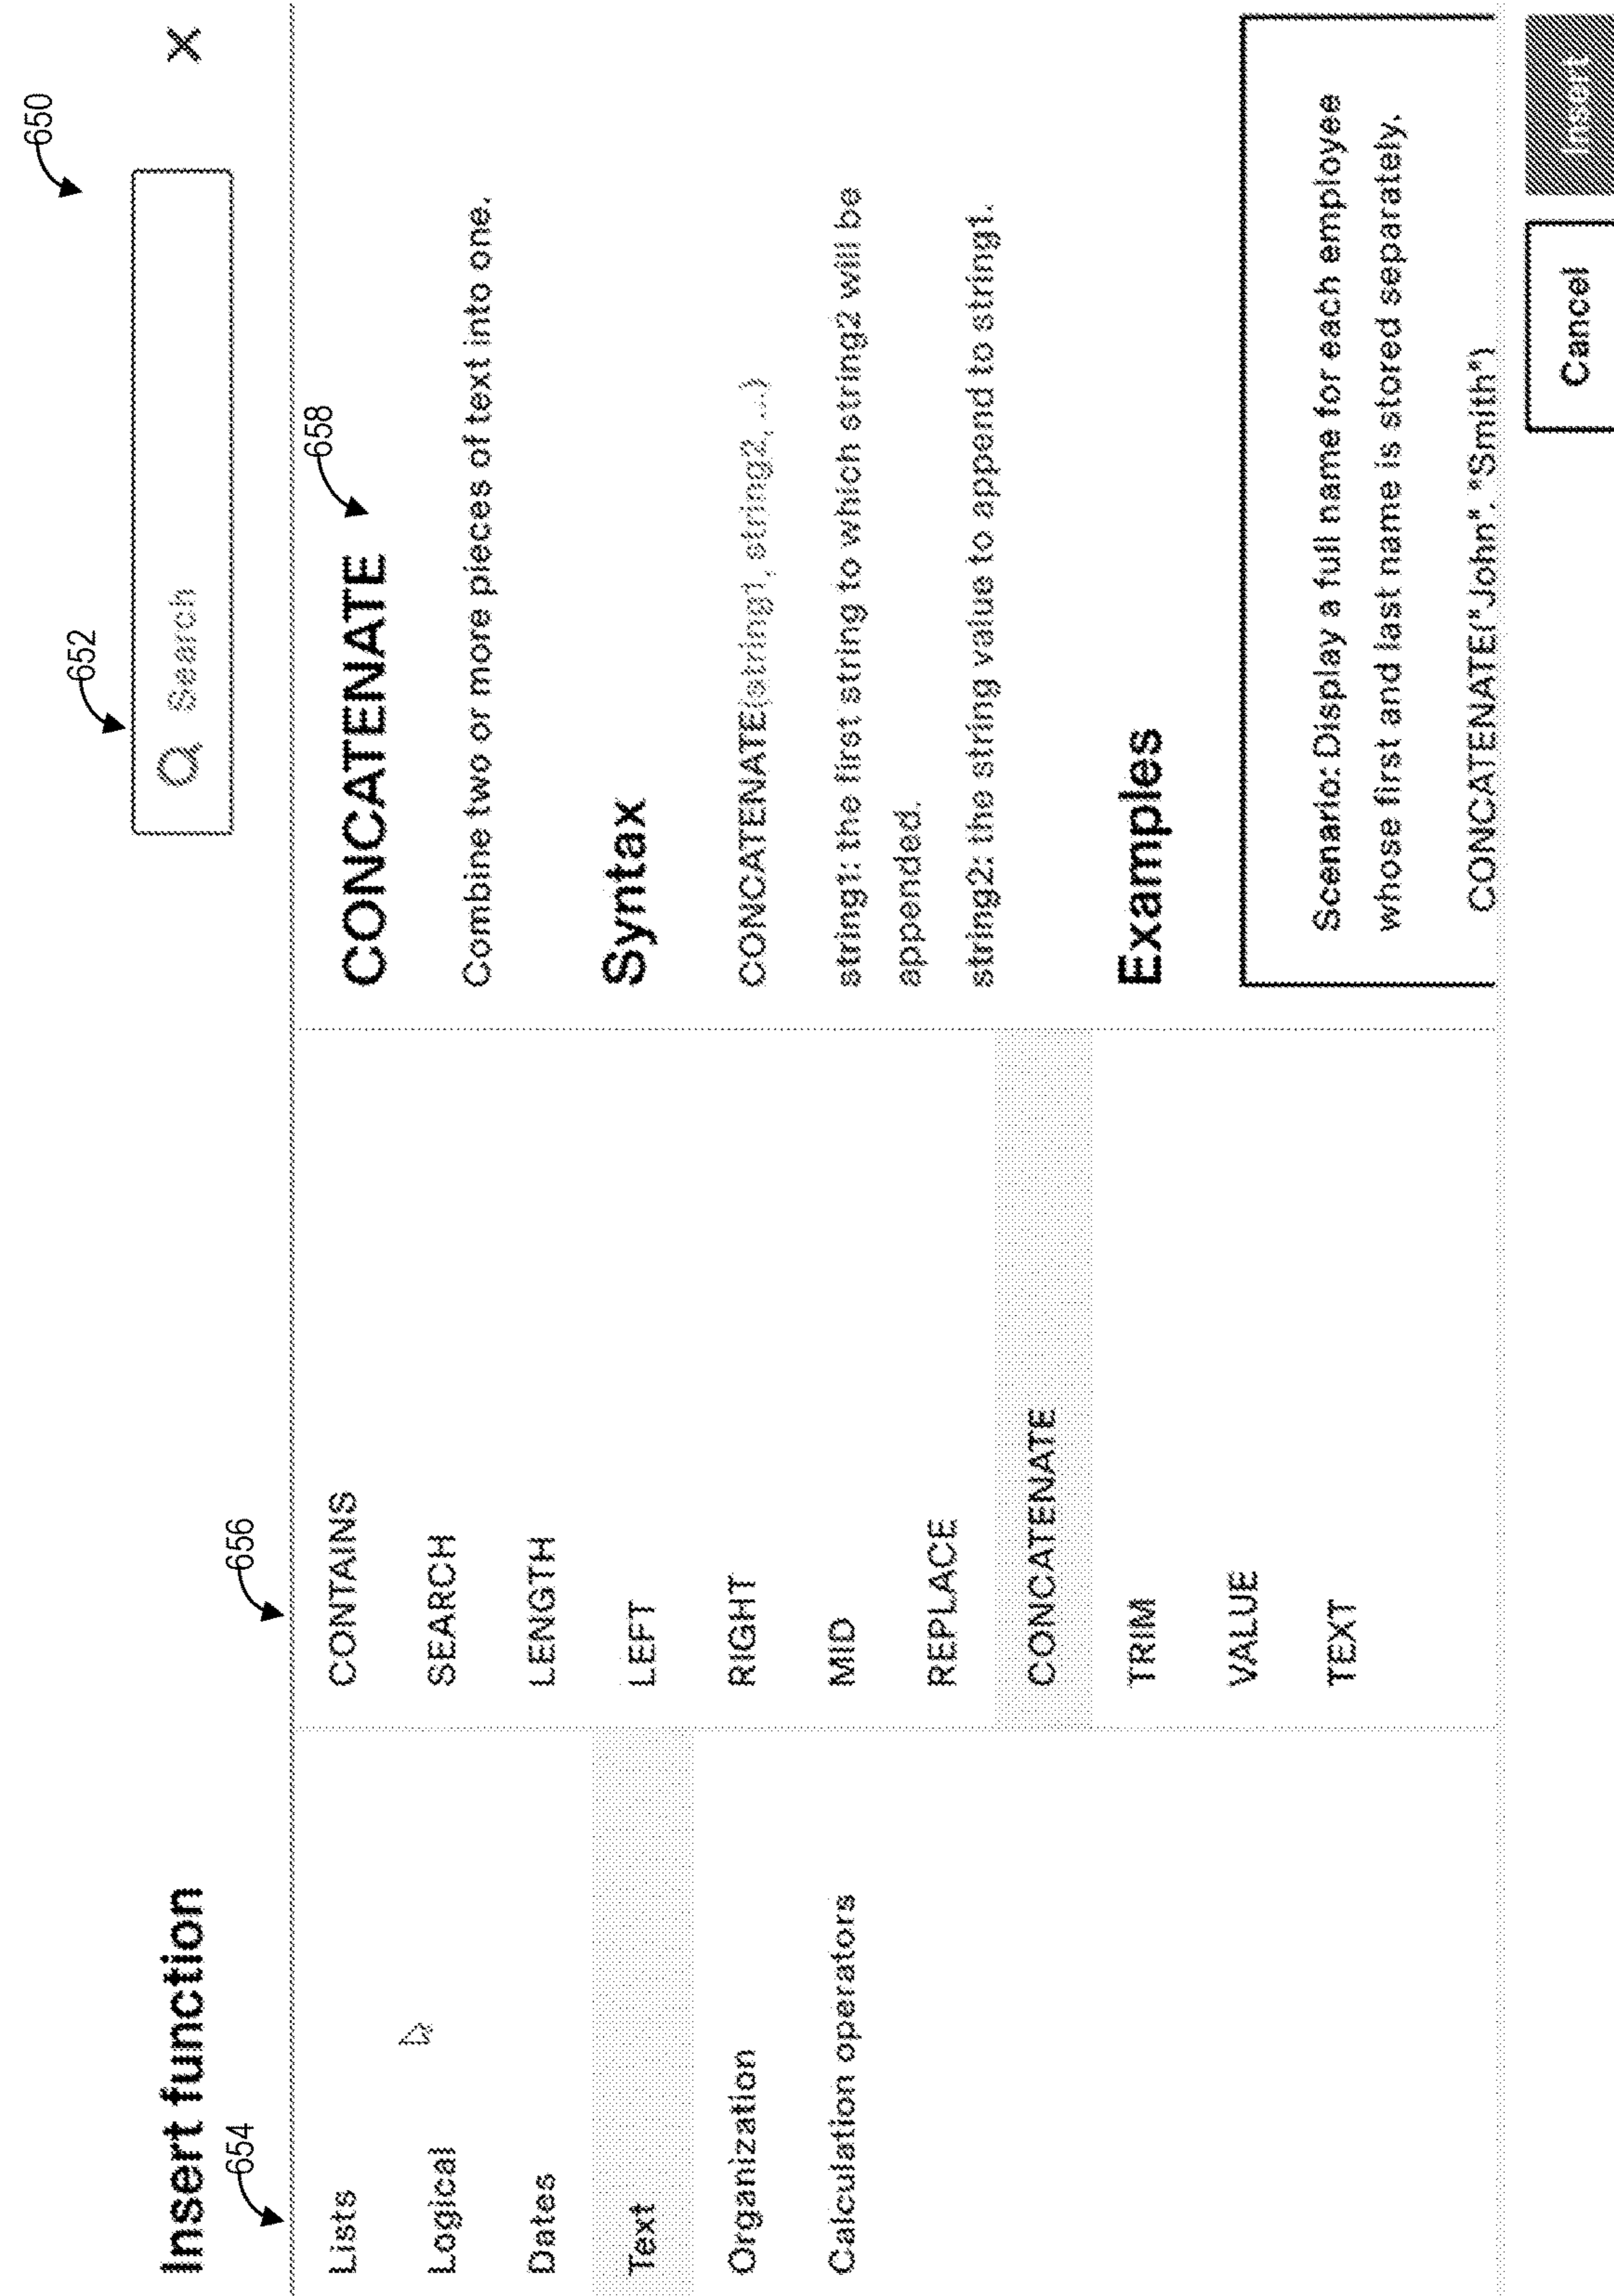 650
Insert function
652
Search
X
654
656
658
Lists
Logical
Dates
Text
Organization
Calculation operators
CONTAINS
SEARCH
LENGTH
LEFT
RIGHT
MID
REPLACE
CONCATENATE
TRIM
VALUE
TEXT
CONCATENATE
Combine two or more pieces of text into one.
Syntax
CONCATENATE(string1, string2, ...)
string1: the first string to which string2 will be
appended.
string2: the string value to append to string1.
Examples
Scenario: Display a full name for each employee
whose first and last name is stored separately.
CONCATENATE("John". "Smith")
Cancel
Insert